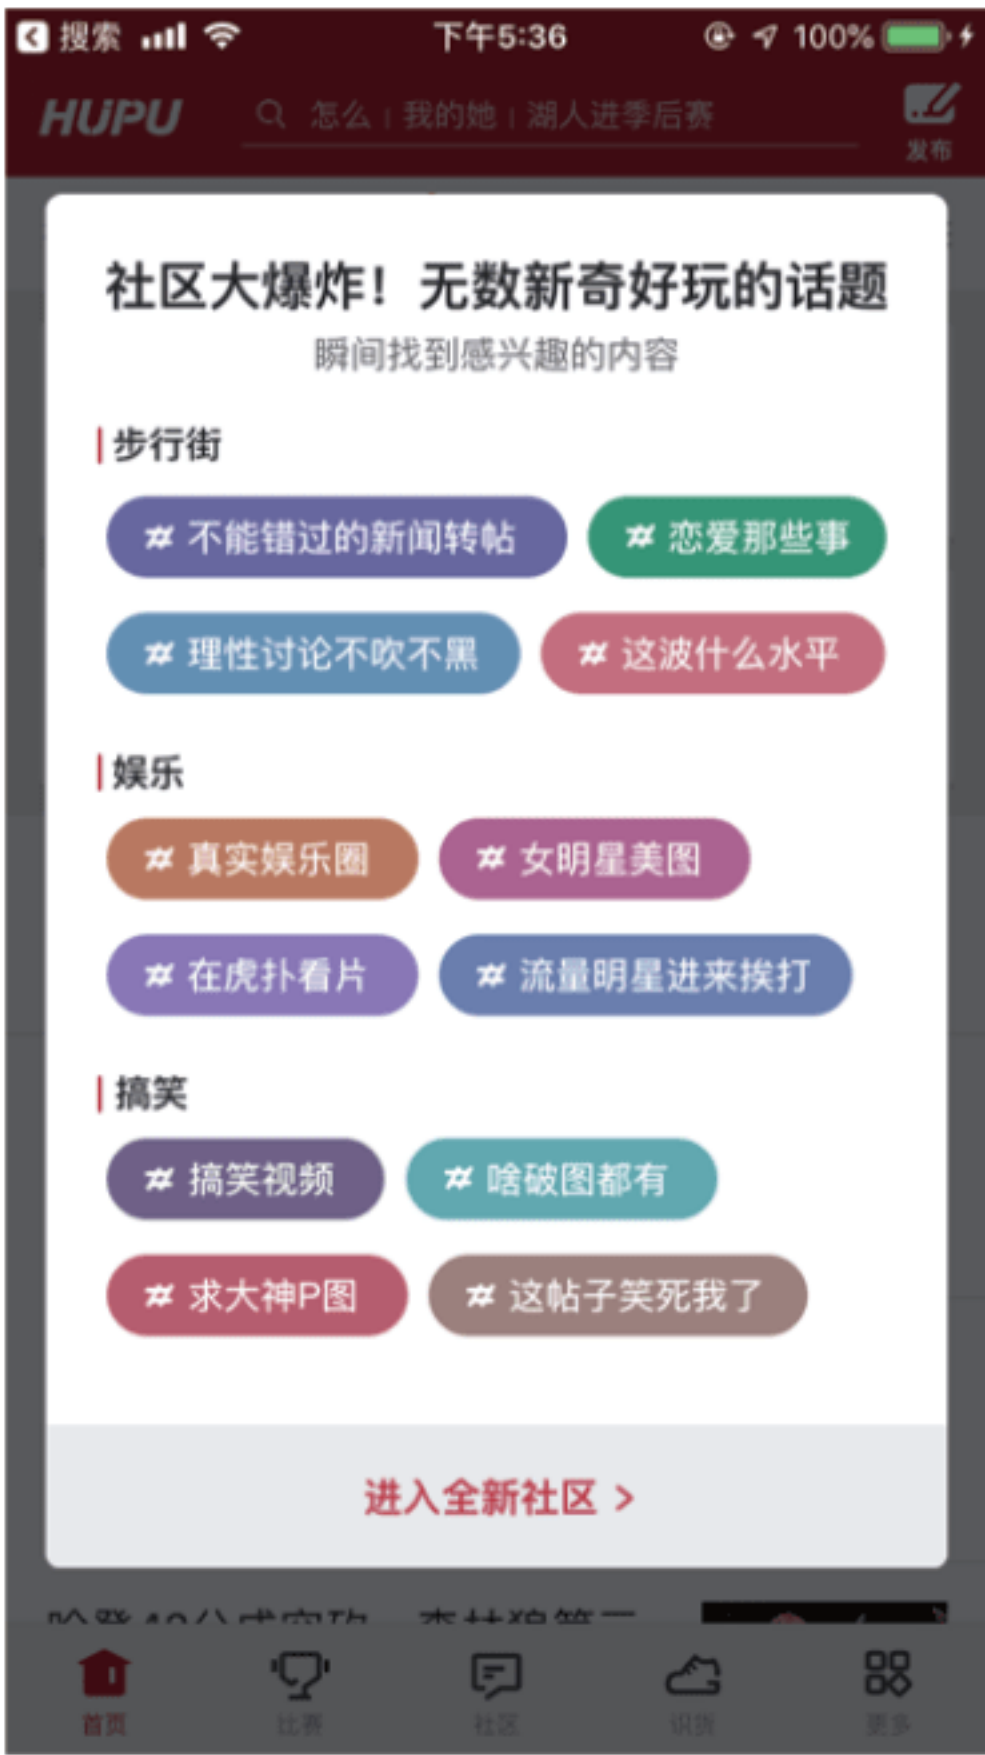 搜索 下午5:36 100%
HUPU 怎么 | 我的她 | 湖人进季后赛
发布
社区大爆炸！无数新奇好玩的话题
瞬间找到感兴趣的内容
步行街
# 不能错过的新闻转帖 # 恋爱那些事
# 理性讨论不吹不黑 # 这波什么水平
娱乐
# 真实娱乐圈 # 女明星美图
# 在虎扑看片 # 流量明星进来挨打
搞笑
# 搞笑视频 # 啥破图都有
# 求大神P图 # 这帖子笑死我了
进入全新社区 >
首页 比赛 社区 识货 更多